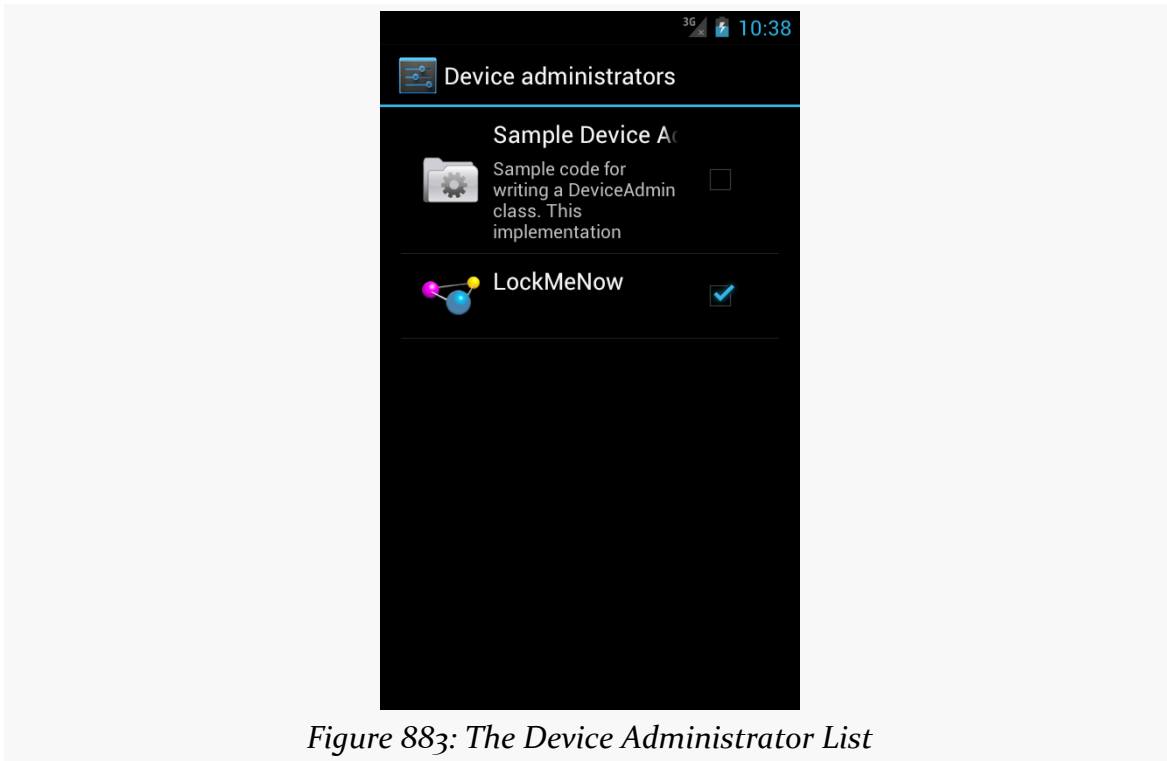 3G
10:38
Device administrators
Sample Device A
Sample code for
writing a DeviceAdmin
class. This
implementation
LockMeNow
Figure 883: The Device Administrator List